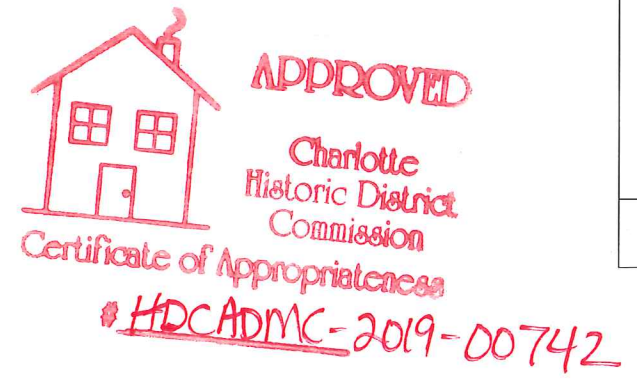 APPROVED
Charlotte
Historic District
Commission
Certificate of Appropriateness
# HDCADMC-2019-00742